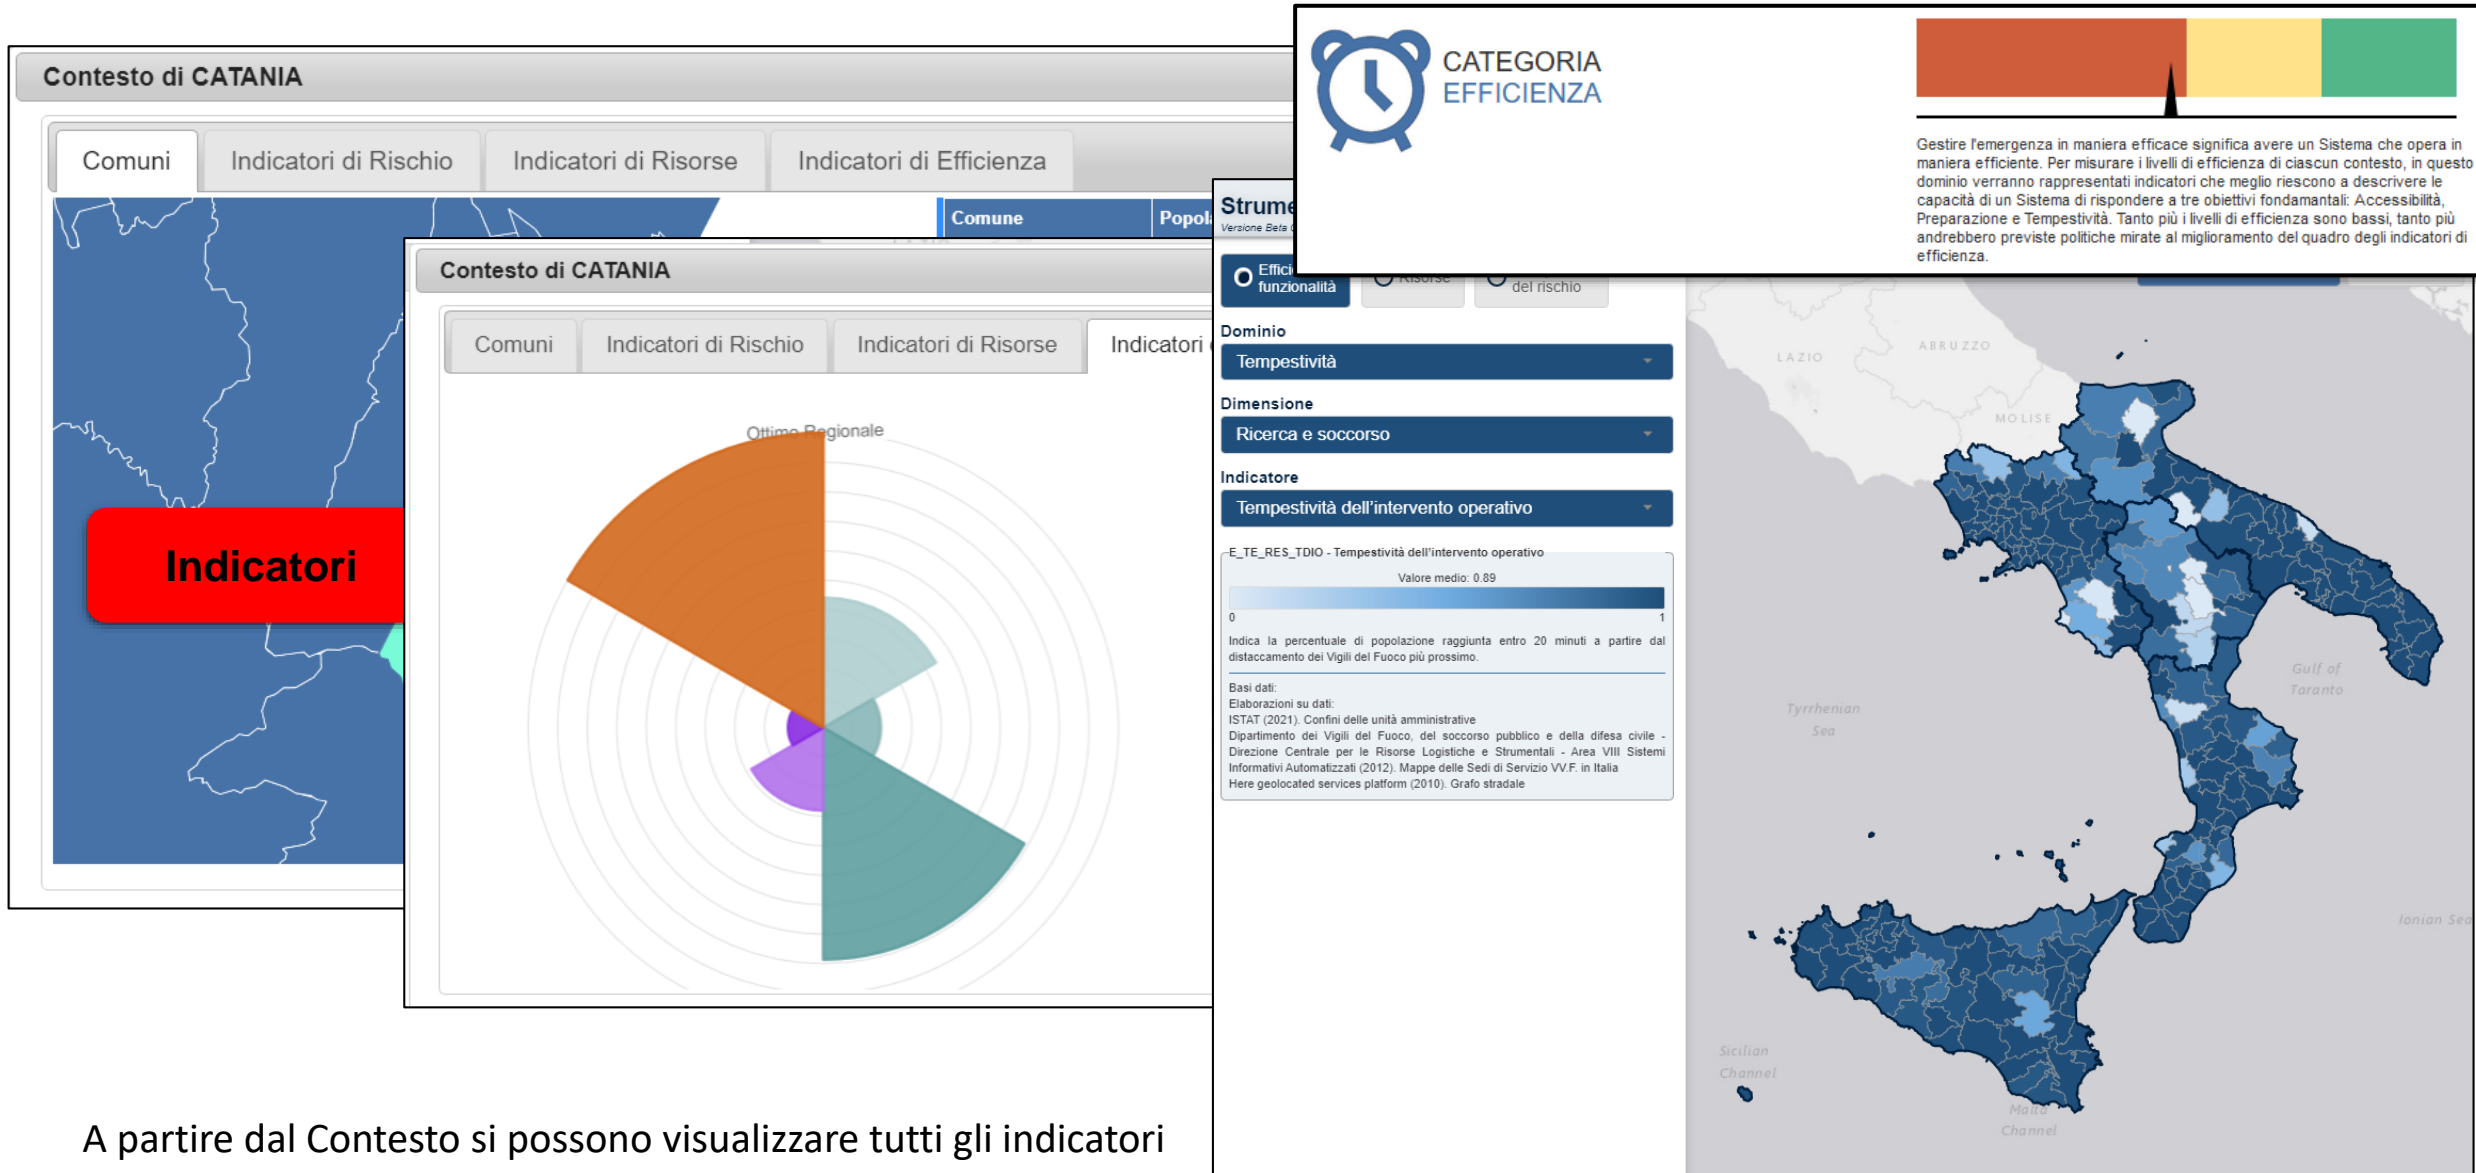 Contesto di CATANIA
Comuni
Indicatori di Rischio
Indicatori di Risorse
Indicatori di Efficienza
Comune
Indicatori
Contesto di CATANIA
Comuni
Indicatori di Rischio
Indicatori di Risorse
Indicatori
Ottimo Regionale
CATEGORIA
EFFICIENZA
Gestire l'emergenza in maniera efficace significa avere un Sistema che opera in
maniera efficiente. Per misurare i livelli di efficienza di ciascun contesto, in questo
dominio verranno rappresentati indicatori che meglio riescono a descrivere le
capacità di un Sistema di rispondere a tre obiettivi fondamantali: Accessibilità,
Preparazione e Tempestività. Tanto più i livelli di efficienza sono bassi, tanto più
andrebbero previste politiche mirate al miglioramento del quadro degli indicatori di
efficienza.
Versione Beta
funzionalità
Risorse
del rischio
Dominio
Tempestività
Dimensione
Ricerca e soccorso
Indicatore
Tempestività dell'intervento operativo
E_TE_RES_TDIO - Tempestività dell'intervento operativo
Valore medio: 0.89
0 1
Indica la percentuale di popolazione raggiunta entro 20 minuti a partire dal
distaccamento dei Vigili del Fuoco più prossimo.
Basi dati:
Elaborazioni su dati:
ISTAT (2021). Confini delle unità amministrative
Dipartimento dei Vigili del Fuoco, del soccorso pubblico e della difesa civile -
Direzione Centrale per le Risorse Logistiche e Strumentali - Area VIII Sistemi
Informativi Automatizzati (2012). Mappe delle Sedi di Servizio VV.F. in Italia
Here geolocated services platform (2010). Grafo stradale
LAZIO
ABRUZZO
MOLISE
Gulf of
Taranto
Tyrrhenian
Sea
Ionian Sea
Sicilian
Channel
Malta
Channel
A partire dal Contesto si possono visualizzare tutti gli indicatori